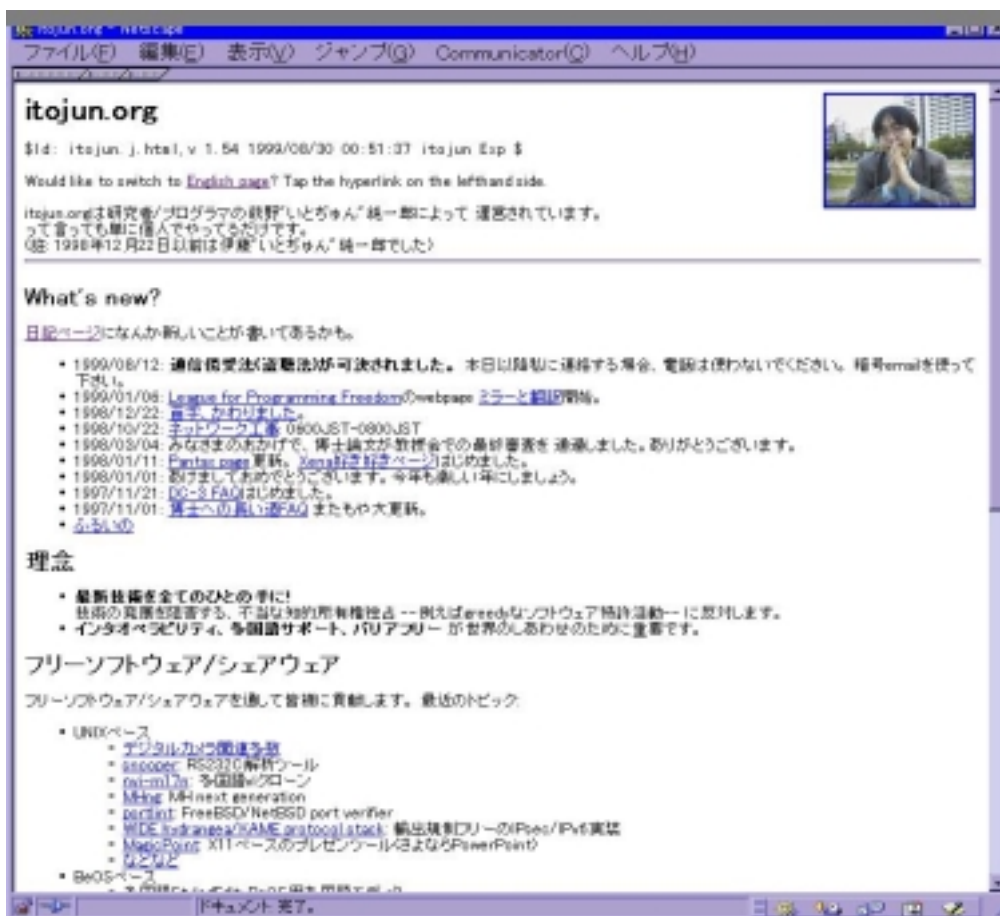 itojun.org - Netscape
ファイル(F) 編集(E) 表示(V) ジャンプ(G) Communicator(C) ヘルプ(H)
itojun.org
$Id: itojun.j.html,v 1.54 1999/08/30 00:51:37 itojun Exp $
Would like to switch to English page? Tap the hyperlink on the lefthand side.
itojun.orgは研究者/プログラマの萩野"いとぢゅん"純一郎によって 運営されています。
って言っても単に個人でやってるだけです。
(註: 1998年12月22日以前は伊藤"いとぢゅん"純一郎でした)
What's new?
日記ページになんか新しいことが書いてあるかも。
• 1999/08/12: 通信傍受法(盗聴法)が可決されました。 本日以降私に連絡する場合、電話は使わないでください。 暗号emailを使って
下さい。
• 1999/01/06: League for Programming Freedomのwebpage ミラーと翻訳開始。
• 1998/12/22: 苗字、かわりました。
• 1998/10/22: ネットワーク工事 0600JST-0800JST
• 1998/03/04: みなさまのおかげで、博士論文が教授会での最終審査を 通過しました。ありがとうございます。
• 1998/01/11: Pantac page更新。 Xena好き好きページはじめました。
• 1998/01/01: あけましておめでとうございます。今年も楽しい年にしましょう。
• 1997/11/21: DC-S FAQはじめました。
• 1997/11/01: 博士への長い道FAQ またもや大更新。
• ふるいの
理念
• 最新技術を全てのひとの手に!
技術の発展を阻害する、不当な知的所有権独占 --例えばgreedyなソフトウェア特許活動-- に反対します。
• インタオペラビリティ、多国語サポート、バリアフリー が世界のしあわせのために重要です。
フリーソフトウェア/シェアウェア
フリーソフトウェア/シェアウェアを通して皆様に貢献します。 最近のトピック:
• UNIXベース
デジタルカメラ関連多数
snooper: RS232C解析ツール
nvi-m17n: 多国語viクローン
MHng: MH next generation
portlint: FreeBSD/NetBSD port verifier
WIDE hydrangea/KAME protocol stack: 輸出規制フリーのIPsec/IPv6実装
MagicPoint: X11ベースのプレゼンツール(さよならPowerPoint)
などなど
• BeOSベース
ドキュメント: 完了。